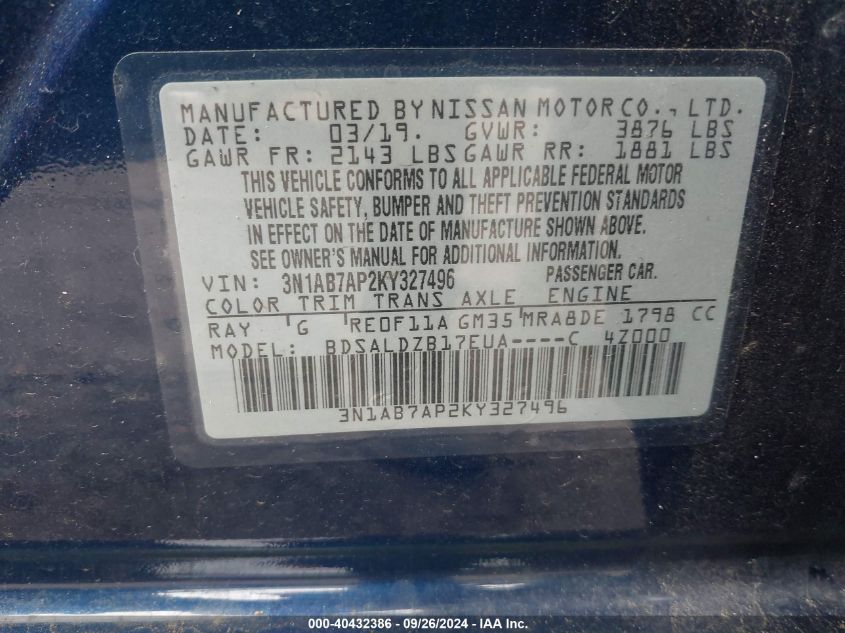 MANUFACTURED BY NISSAN MOTOR CO., LTD.
DATE: 03/19. GVWR: 3876 LBS
GAWR FR: 2143 LBS GAWR RR: 1881 LBS
THIS VEHICLE CONFORMS TO ALL APPLICABLE FEDERAL MOTOR
VEHICLE SAFETY, BUMPER AND THEFT PREVENTION STANDARDS
IN EFFECT ON THE DATE OF MANUFACTURE SHOWN ABOVE.
SEE OWNER'S MANUAL FOR ADDITIONAL INFORMATION.
VIN: 3N1AB7AP2KY327496 PASSENGER CAR.
COLOR TRIM TRANS AXLE ENGINE
RAY G RE0F11A GM35 MRA8DE 1798 CC
MODEL: BDSALDZB17EUA----C 4Z000
3N1AB7AP2KY327496
000-40432386 - 09/26/2024 - IAA Inc.